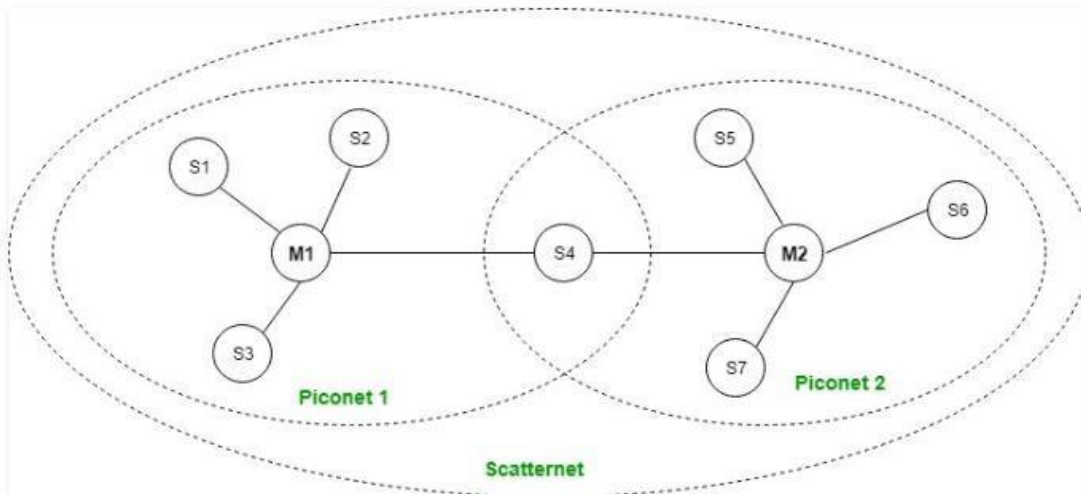 S1
S2
S5
S6
M1
S4
M2
S3
S7
Piconet 1
Piconet 2
Scatternet